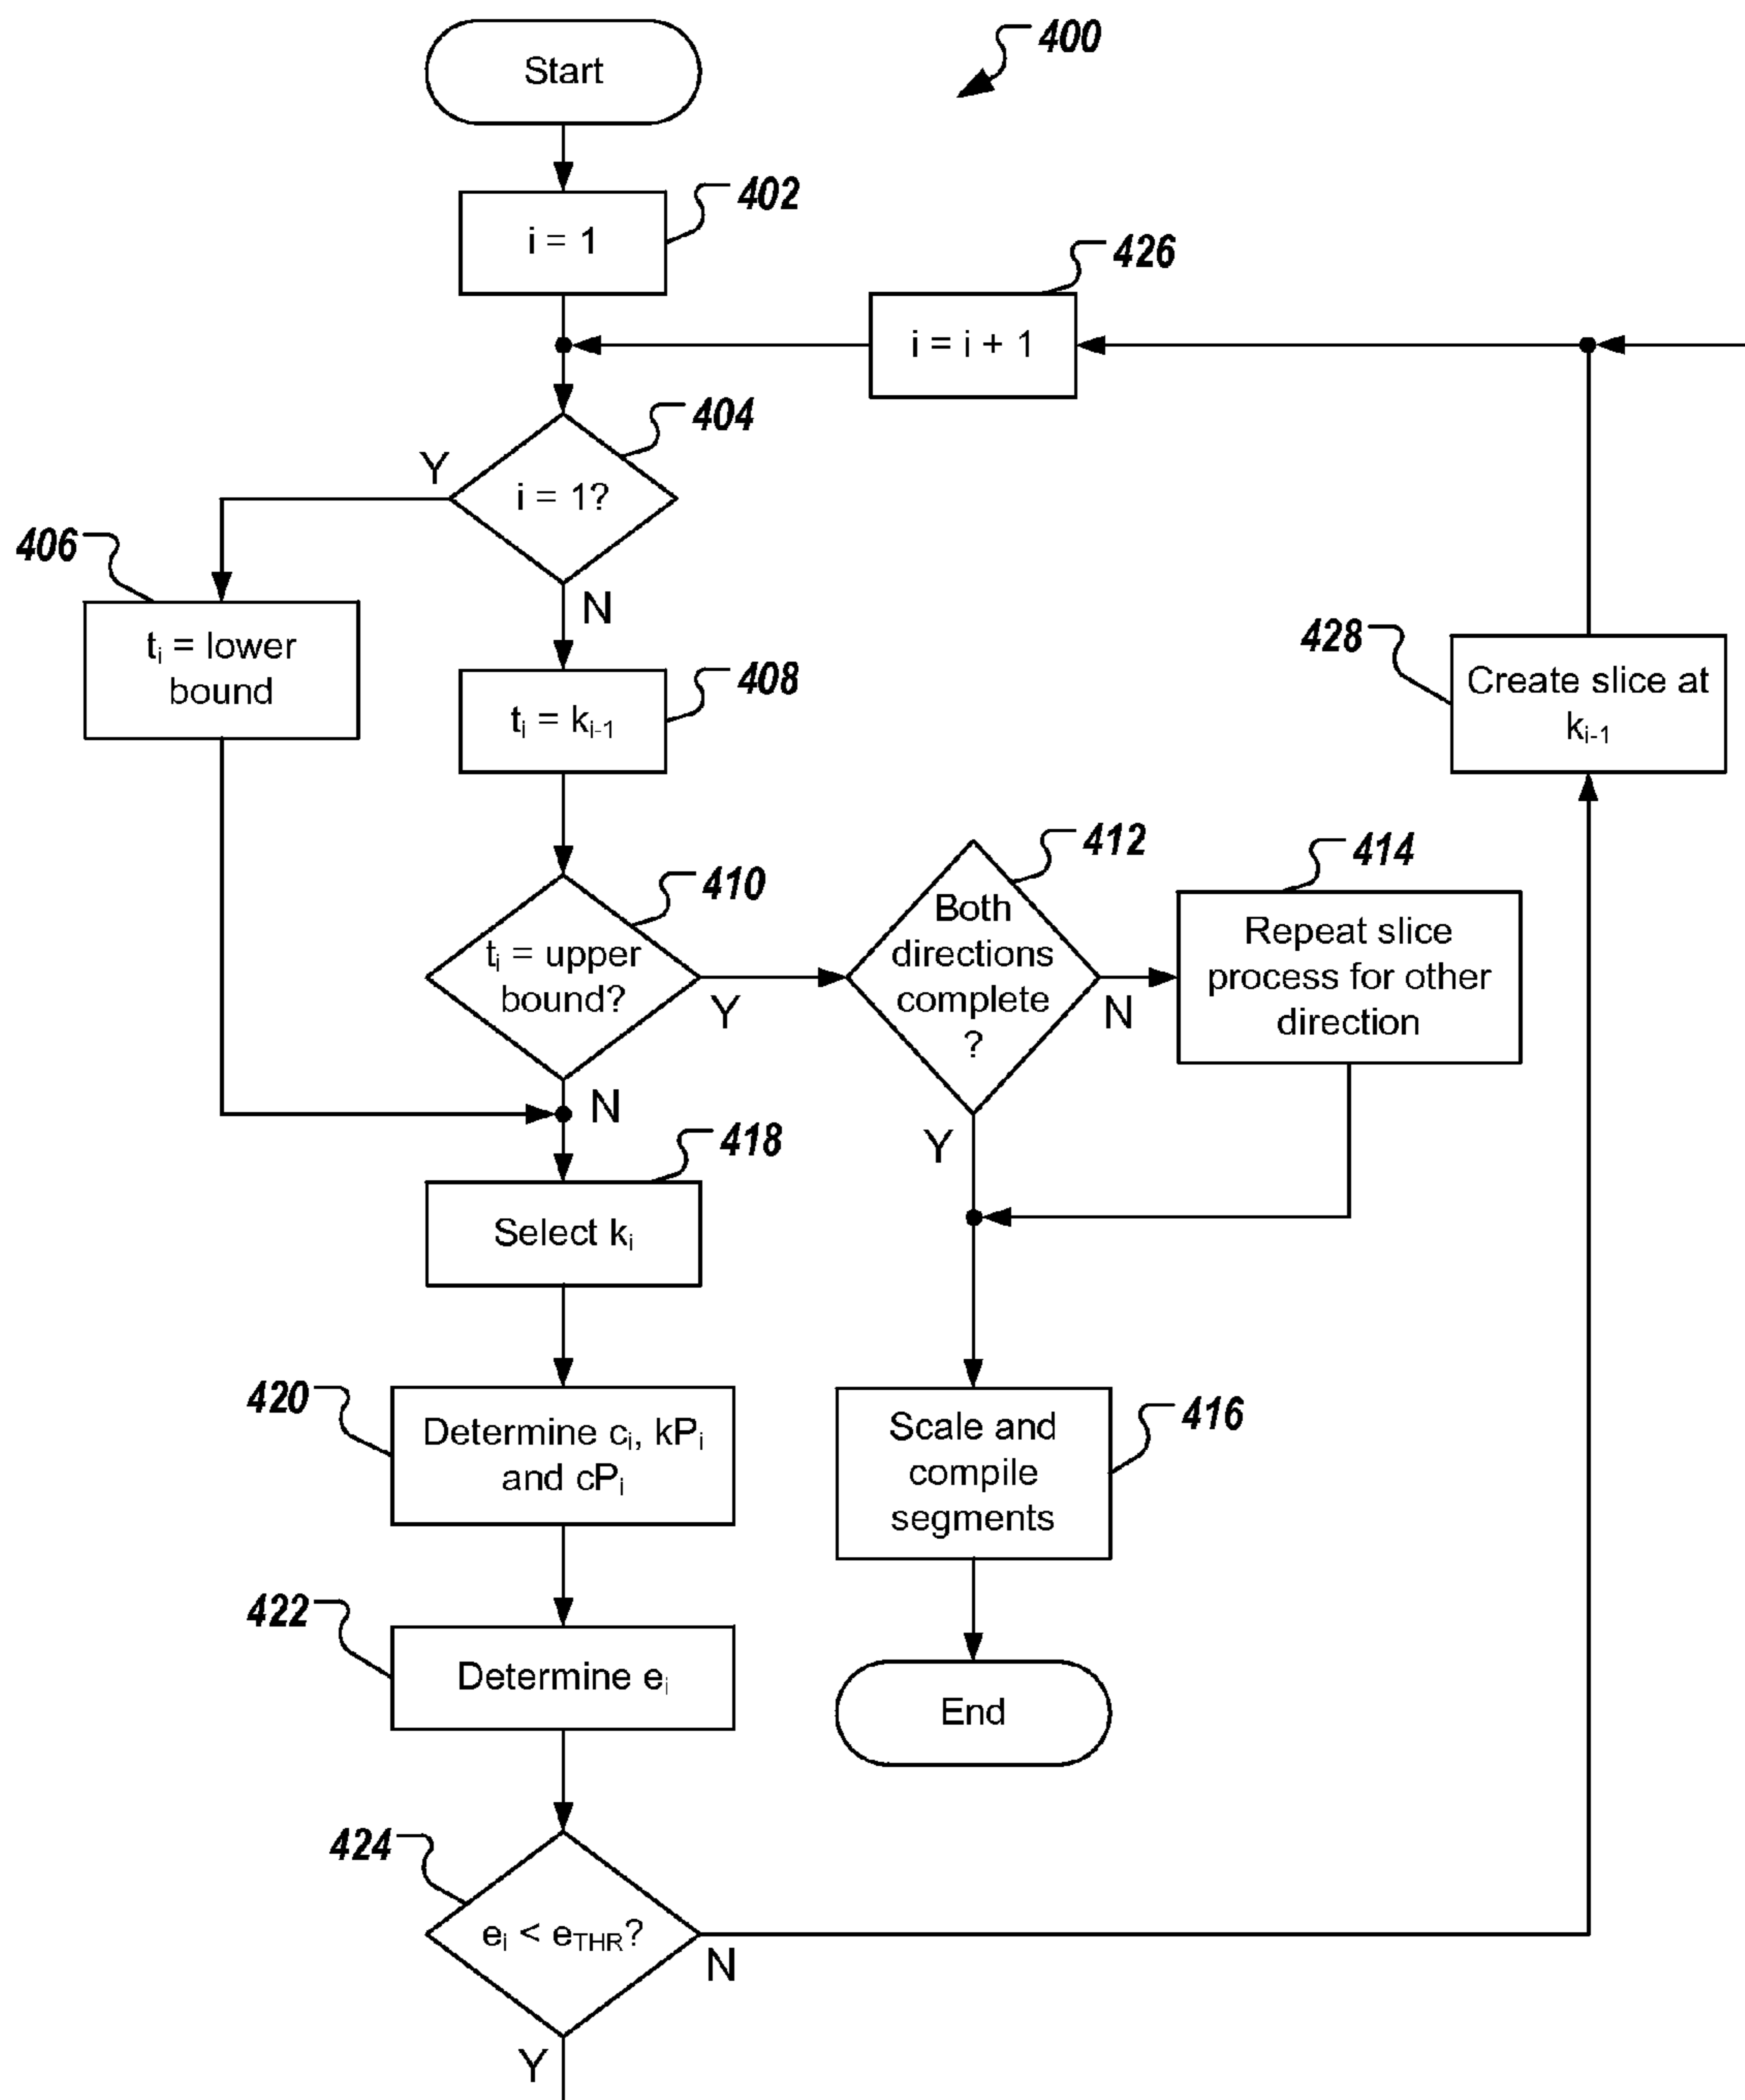 Start
400
402
i = 1
426
i = i + 1
404
Y
i = 1?
406
N
tᵢ = lower
bound
408
tᵢ = kᵢ₋₁
428
Create slice at
kᵢ₋₁
410
tᵢ = upper
bound?
Y
N
412
Both
directions
complete
?
N
Y
414
Repeat slice
process for other
direction
418
Select kᵢ
420
Determine cᵢ, kPᵢ
and cPᵢ
416
Scale and
compile
segments
422
Determine eᵢ
End
424
eᵢ < e_THR?
N
Y